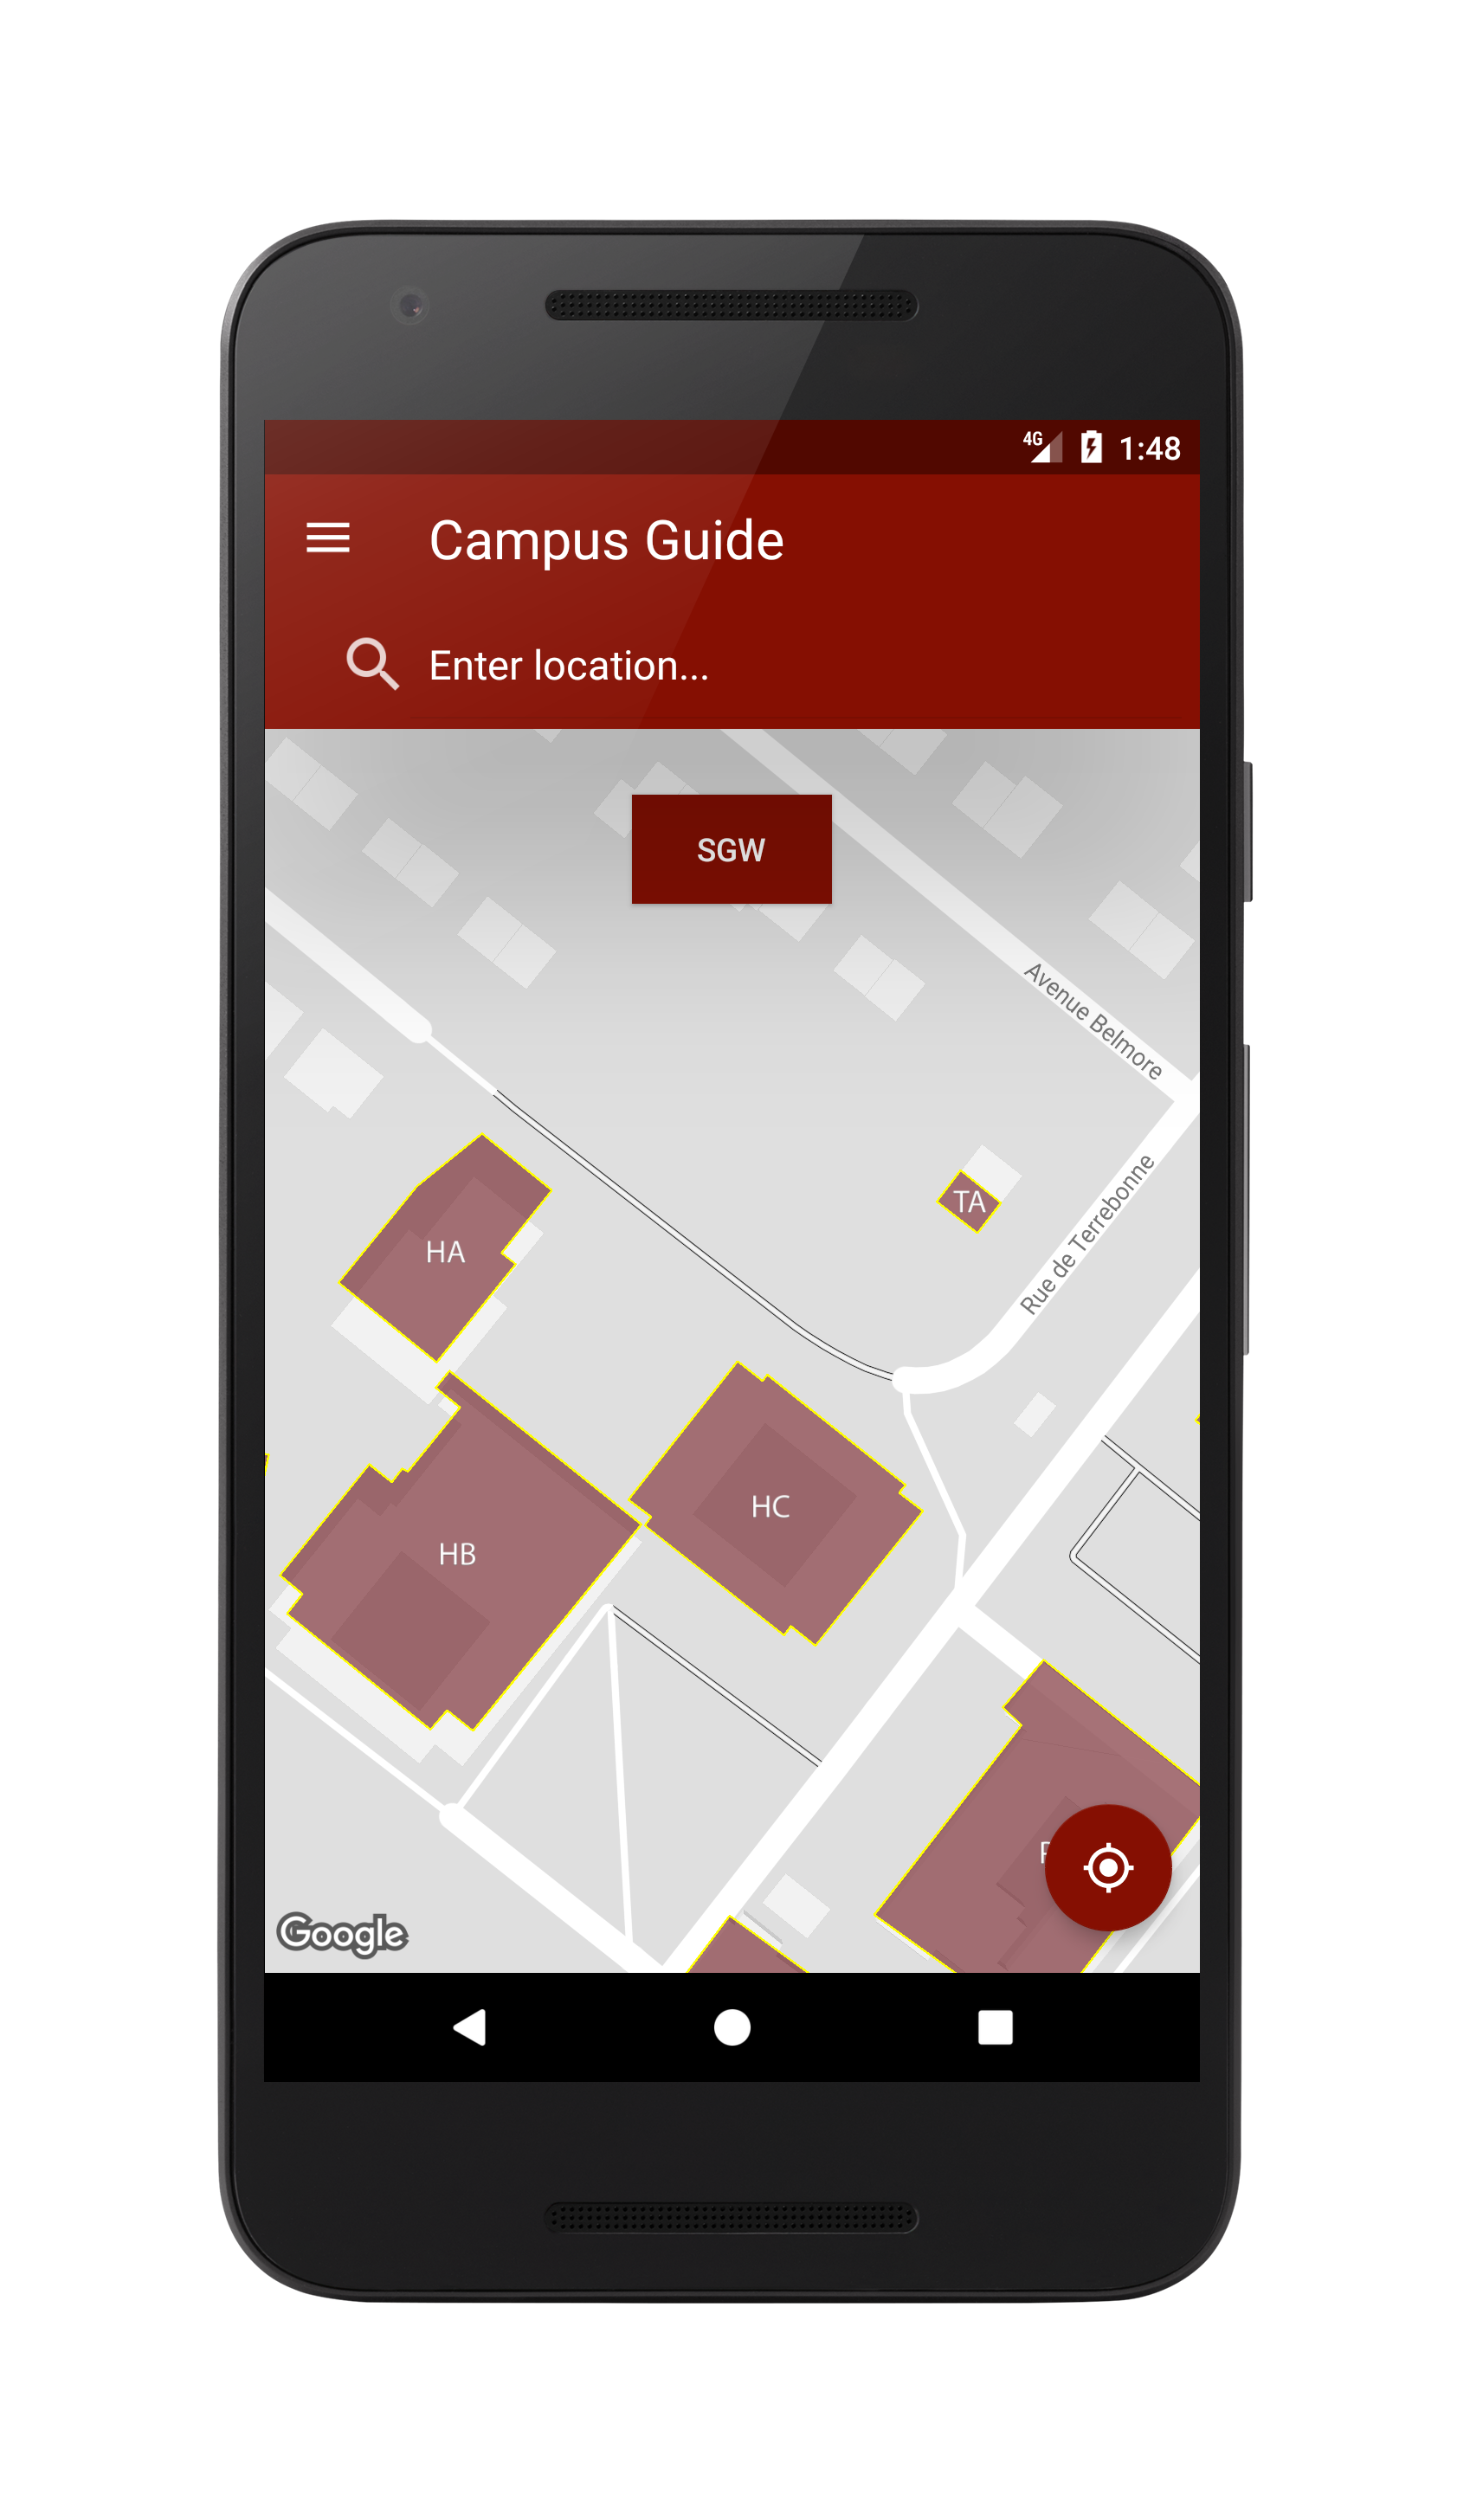 4G 1:48
Campus Guide
Enter location...
SGW
Avenue Belmore
Rue de Terrebonne
TA
HA
HC
HB
Google